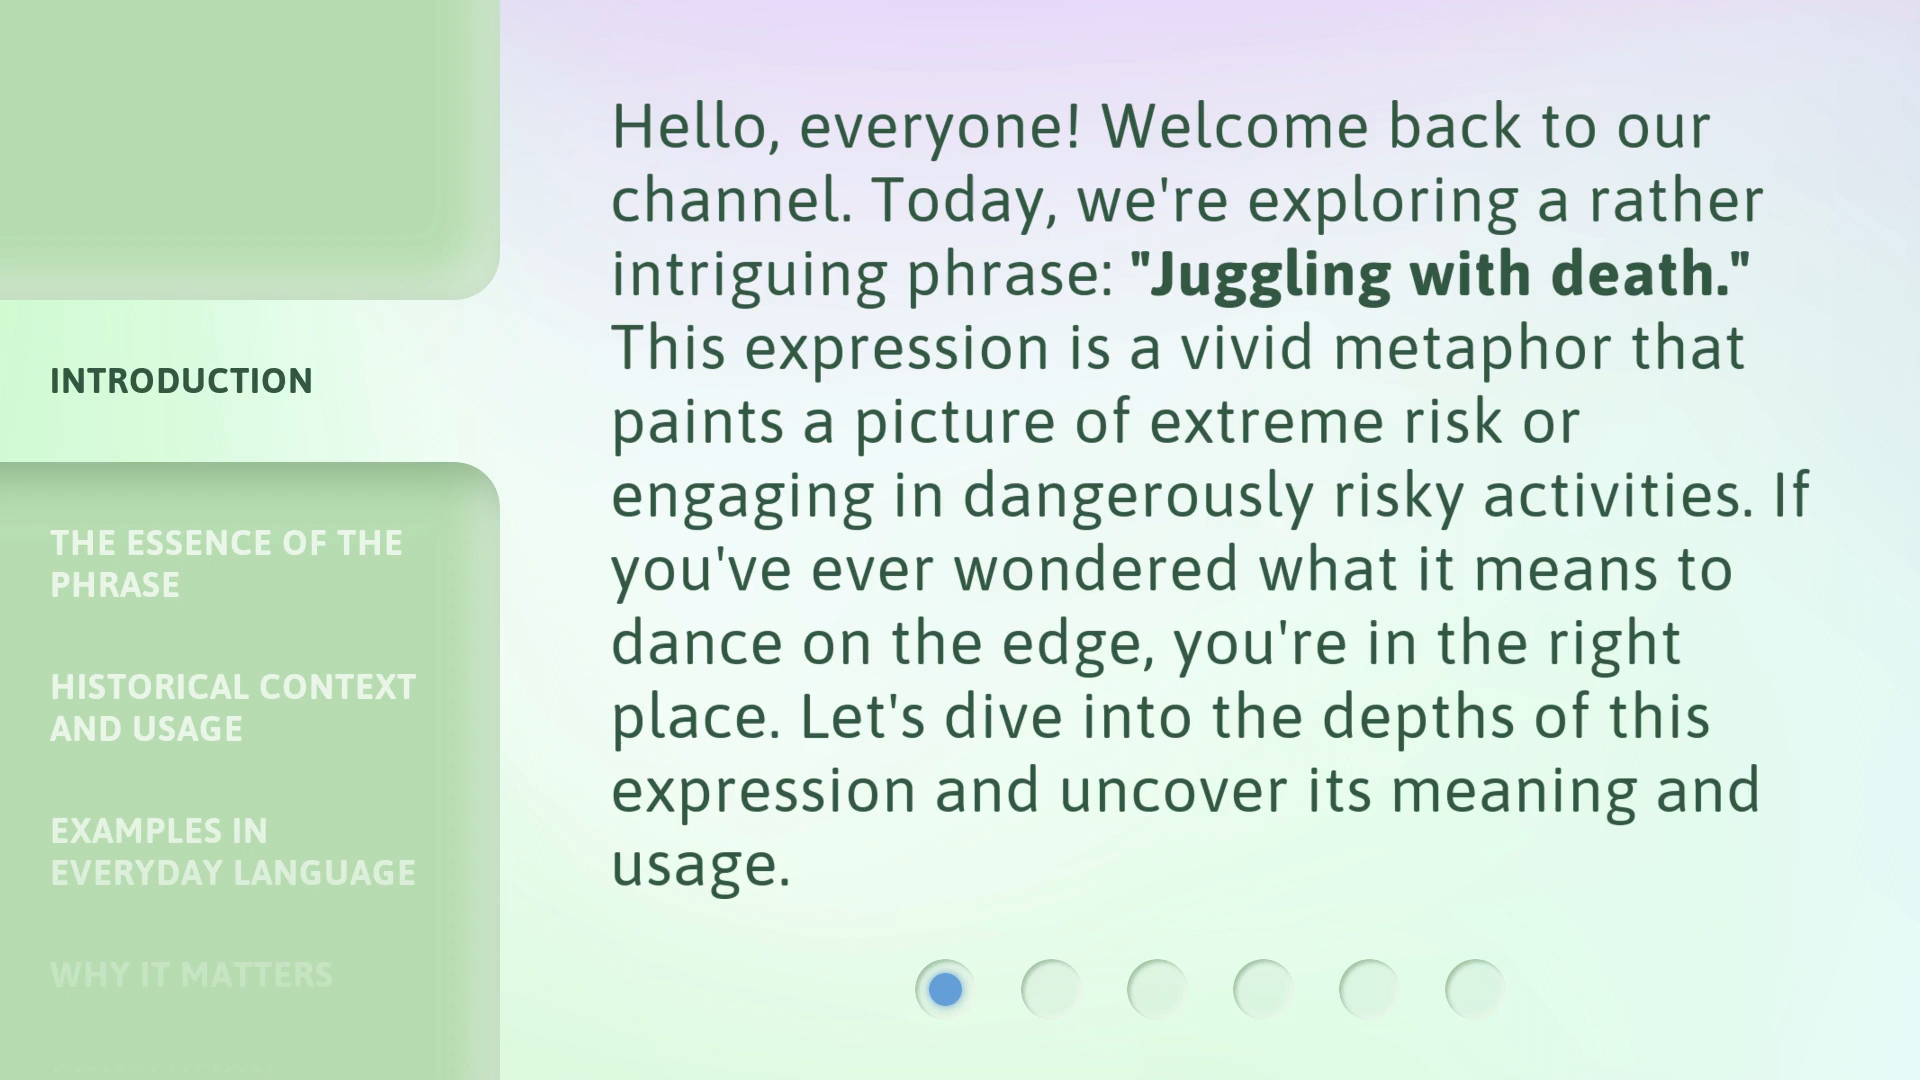 INTRODUCTION
THE ESSENCE OF THE
PHRASE
HISTORICAL CONTEXT
AND USAGE
EXAMPLES IN
EVERYDAY LANGUAGE
WHY IT MATTERS
Hello, everyone! Welcome back to our
channel. Today, we're exploring a rather
intriguing phrase: "Juggling with death."
This expression is a vivid metaphor that
paints a picture of extreme risk or
engaging in dangerously risky activities. If
you've ever wondered what it means to
dance on the edge, you're in the right
place. Let's dive into the depths of this
expression and uncover its meaning and
usage.